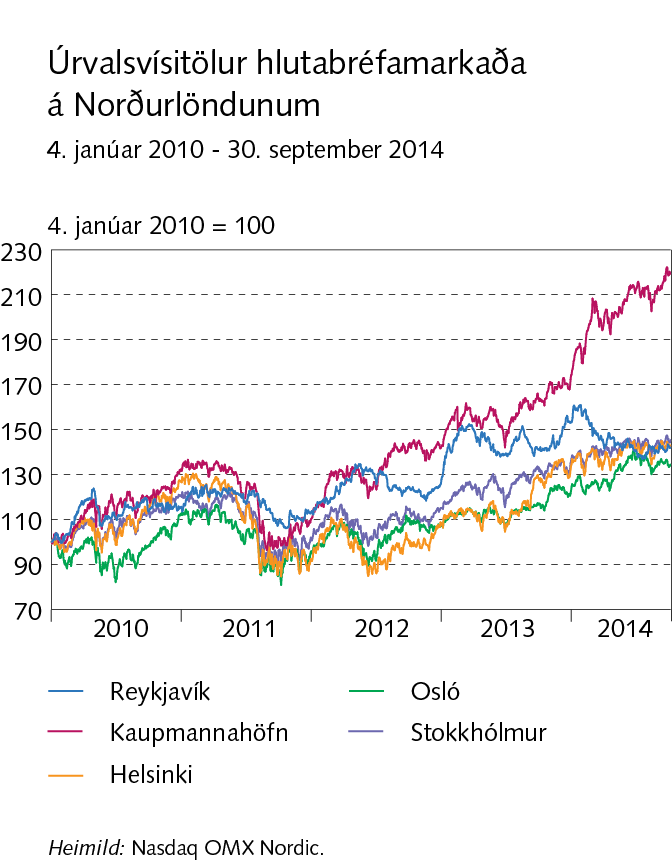 Úrvalsvísitölur hlutabréfamarkaða
á Norðurlöndunum
4. janúar 2010 - 30. september 2014
4. janúar 2010 = 100
230
210
190
170
150
130
110
90
70
2010 2011 2012 2013 2014
Reykjavík Osló
Kaupmannahöfn Stokkhólmur
Helsinki
Heimild: Nasdaq OMX Nordic.